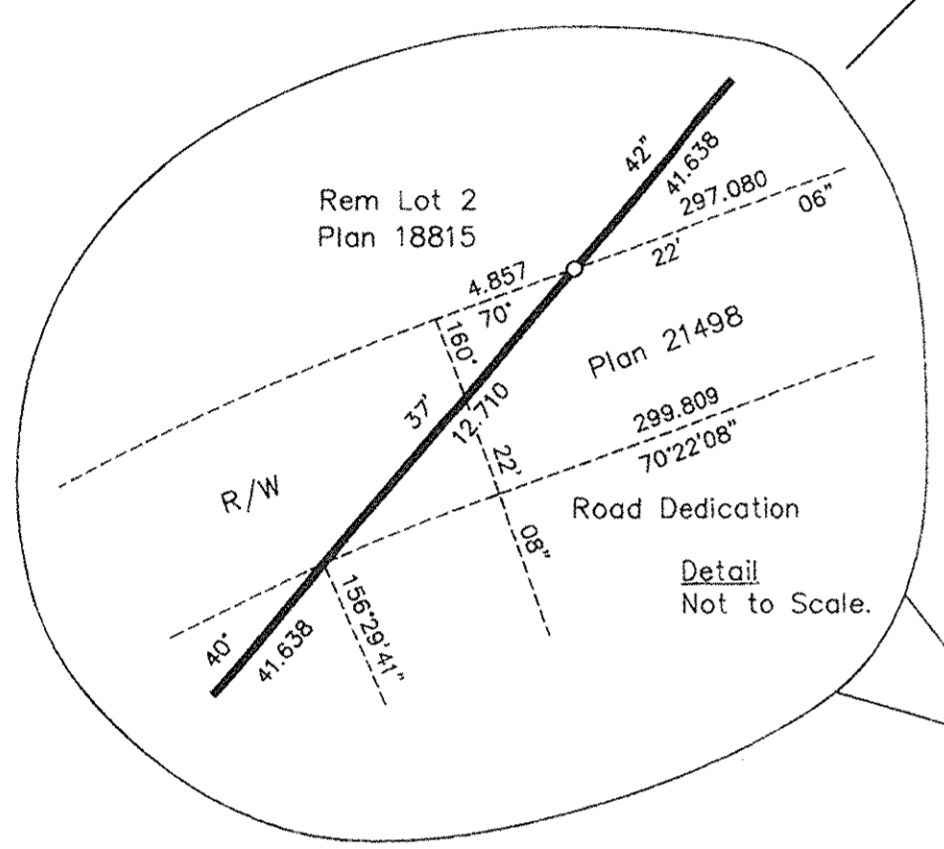 42"
41.638
297.080
06"
22'
Rem Lot 2
Plan 18815
4.857
70°
160°
Plan 21498
37'
12.710
299.809
70°22'08"
22'
R/W
Road Dedication
08"
Detail
Not to Scale.
156°29'41"
40°
41.638